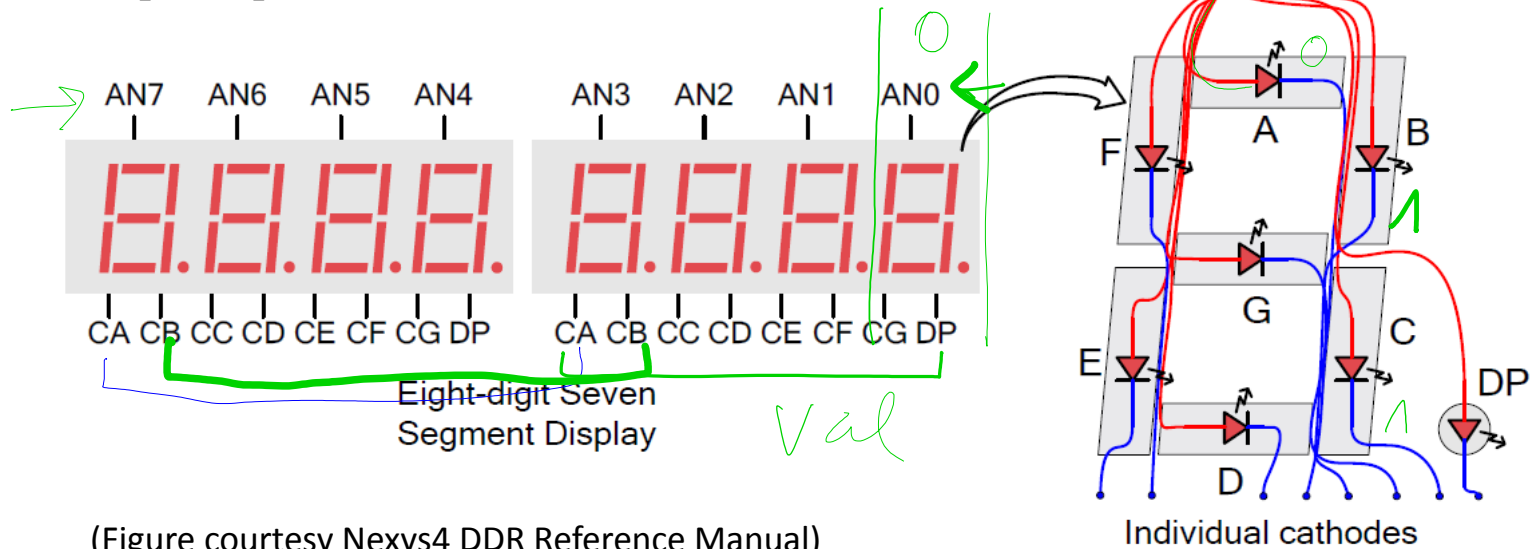 0
0
AN7 AN6 AN5 AN4 AN3 AN2 AN1 AN0
A
F
B
1
G
CA CB CC CD CE CF CG DP CA CB CC CD CE CF CG DP
E
C
DP
Eight-digit Seven
Segment Display
Val
1
D
(Figure courtesy Nexys4 DDR Reference Manual)
Individual cathodes